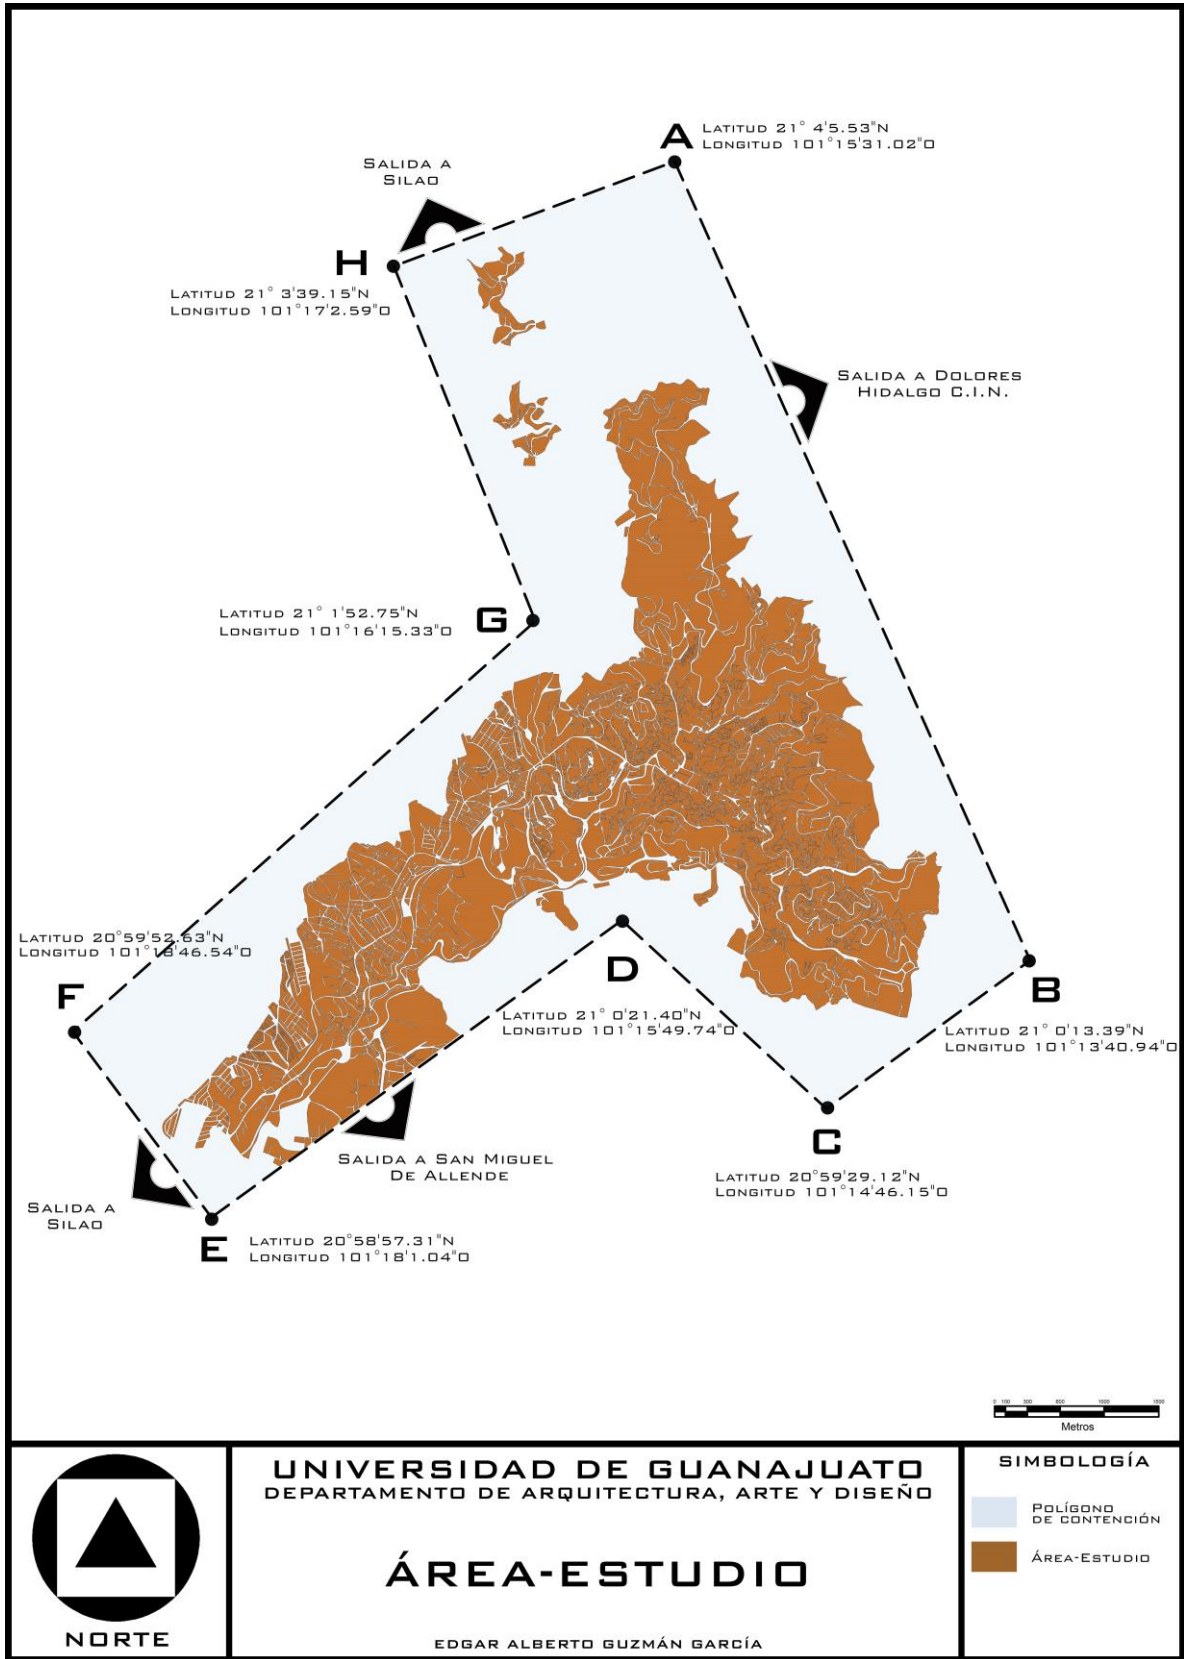 A
LATITUD 21° 4'5.53"N
LONGITUD 101°15'31.02"O
SALIDA A
SILAO
H
LATITUD 21° 3'39.15"N
LONGITUD 101°17'2.59"O
SALIDA A DOLORES
HIDALGO C.I.N.
LATITUD 21° 1'52.75"N
LONGITUD 101°16'15.33"O
G
LATITUD 20°59'52.63"N
LONGITUD 101°18'46.54"O
F
D
LATITUD 21° 0'21.40"N
LONGITUD 101°15'49.74"O
B
LATITUD 21° 0'13.39"N
LONGITUD 101°13'40.94"O
C
LATITUD 20°59'29.12"N
LONGITUD 101°14'46.15"O
SALIDA A SAN MIGUEL
DE ALLENDE
SALIDA A
SILAO
E
LATITUD 20°58'57.31"N
LONGITUD 101°18'1.04"O
Metros
NORTE
UNIVERSIDAD DE GUANAJUATO
DEPARTAMENTO DE ARQUITECTURA, ARTE Y DISEÑO
ÁREA-ESTUDIO
EDGAR ALBERTO GUZMÁN GARCÍA
SIMBOLOGÍA
POLÍGONO
DE CONTENCIÓN
ÁREA-ESTUDIO